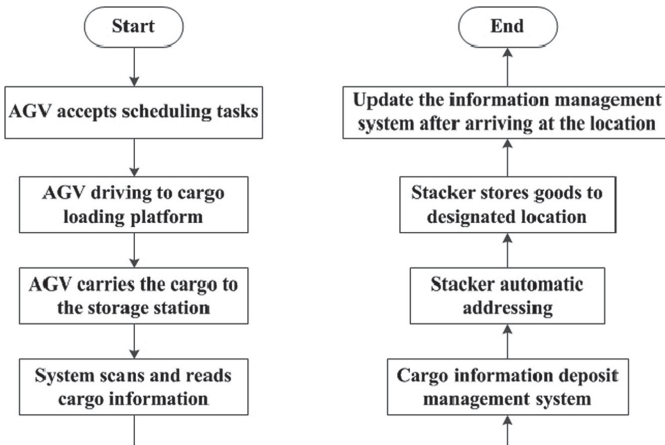 Start
AGV accepts scheduling tasks
AGV driving to cargo
loading platform
AGV carries the cargo to
the storage station
System scans and reads
cargo information
End
Update the information management
system after arriving at the location
Stacker stores goods to
designated location
Stacker automatic
addressing
Cargo information deposit
management system